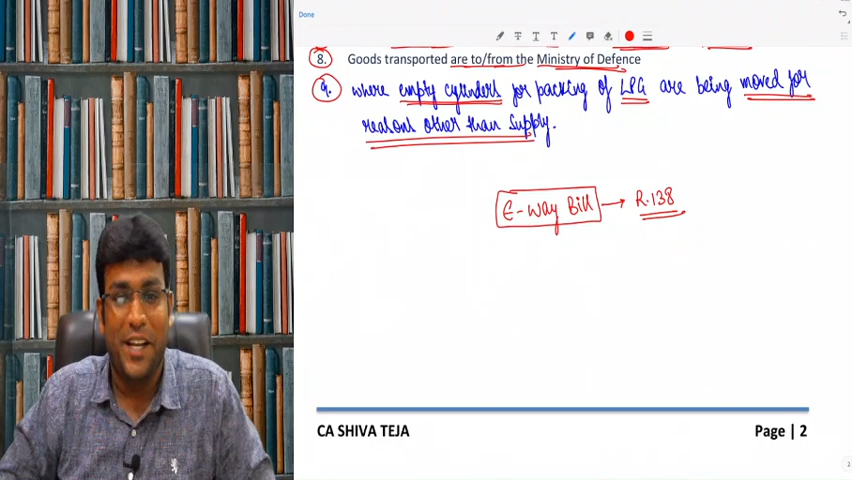 Done
8. Goods transported are to/from the Ministry of Defence
9. where empty cylinders for packing of LPG are being moved for
reasons other than supply.
E-way Bill → R.138
CA SHIVA TEJA
Page | 2
2